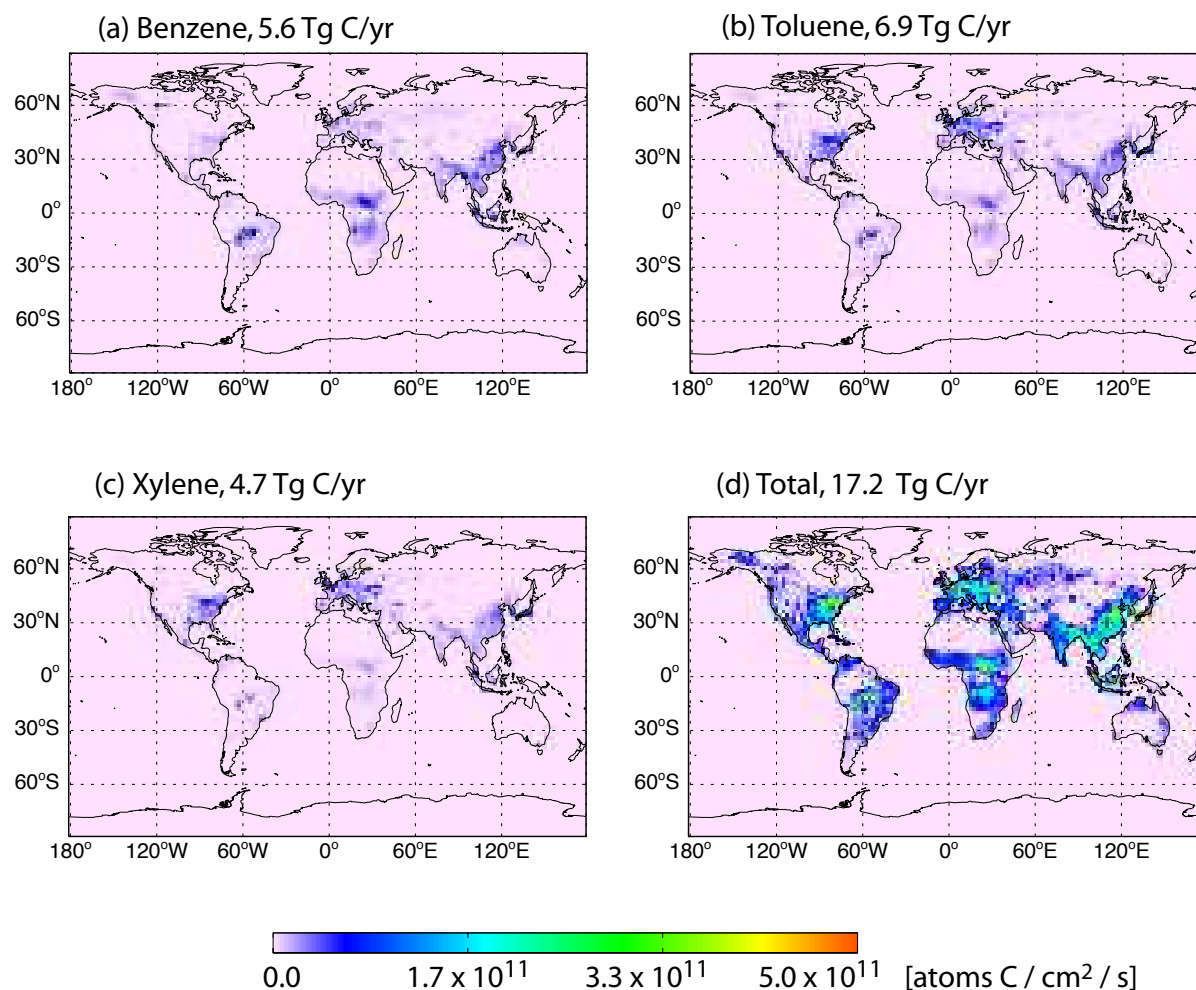 (a) Benzene, 5.6 Tg C/yr
60°N
30°N
0°
30°S
60°S
180° 120°W 60°W 0° 60°E 120°E
(b) Toluene, 6.9 Tg C/yr
60°N
30°N
0°
30°S
60°S
180° 120°W 60°W 0° 60°E 120°E
(c) Xylene, 4.7 Tg C/yr
60°N
30°N
0°
30°S
60°S
180° 120°W 60°W 0° 60°E 120°E
(d) Total, 17.2 Tg C/yr
60°N
30°N
0°
30°S
60°S
180° 120°W 60°W 0° 60°E 120°E
0.0 1.7 x 10¹¹ 3.3 x 10¹¹ 5.0 x 10¹¹ [atoms C / cm² / s]